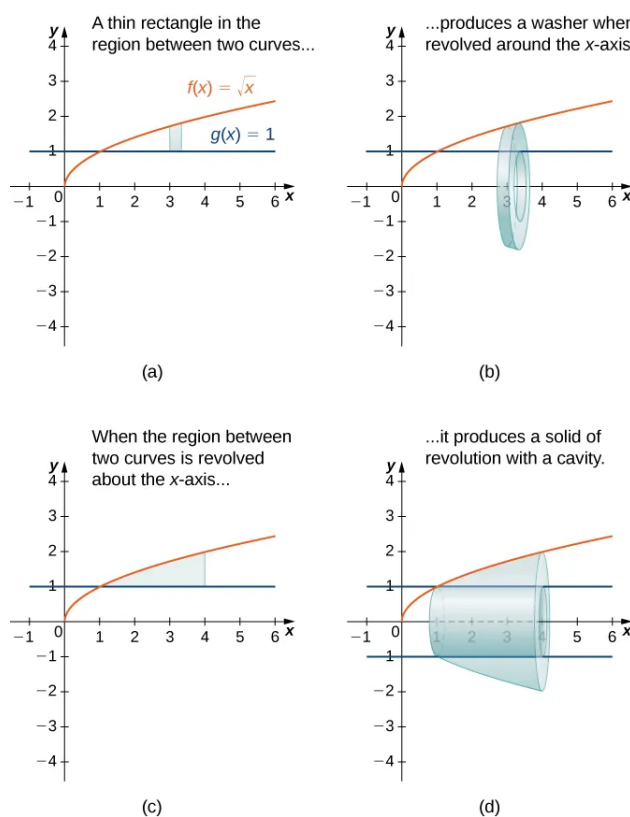 A thin rectangle in the
region between two curves...
y
4
3
f(x) = √x
2
g(x) = 1
1
−1 0 1 2 3 4 5 6 x
−1
−2
−3
−4
(a)
...produces a washer when
revolved around the x-axis
y
4
3
2
1
−1 0 1 2 3 4 5 6 x
−1
−2
−3
−4
(b)
When the region between
two curves is revolved
about the x-axis...
y
4
3
2
1
−1 0 1 2 3 4 5 6 x
−1
−2
−3
−4
(c)
...it produces a solid of
revolution with a cavity.
y
4
3
2
1
−1 0 1 2 3 4 5 6 x
−1
−2
−3
−4
(d)